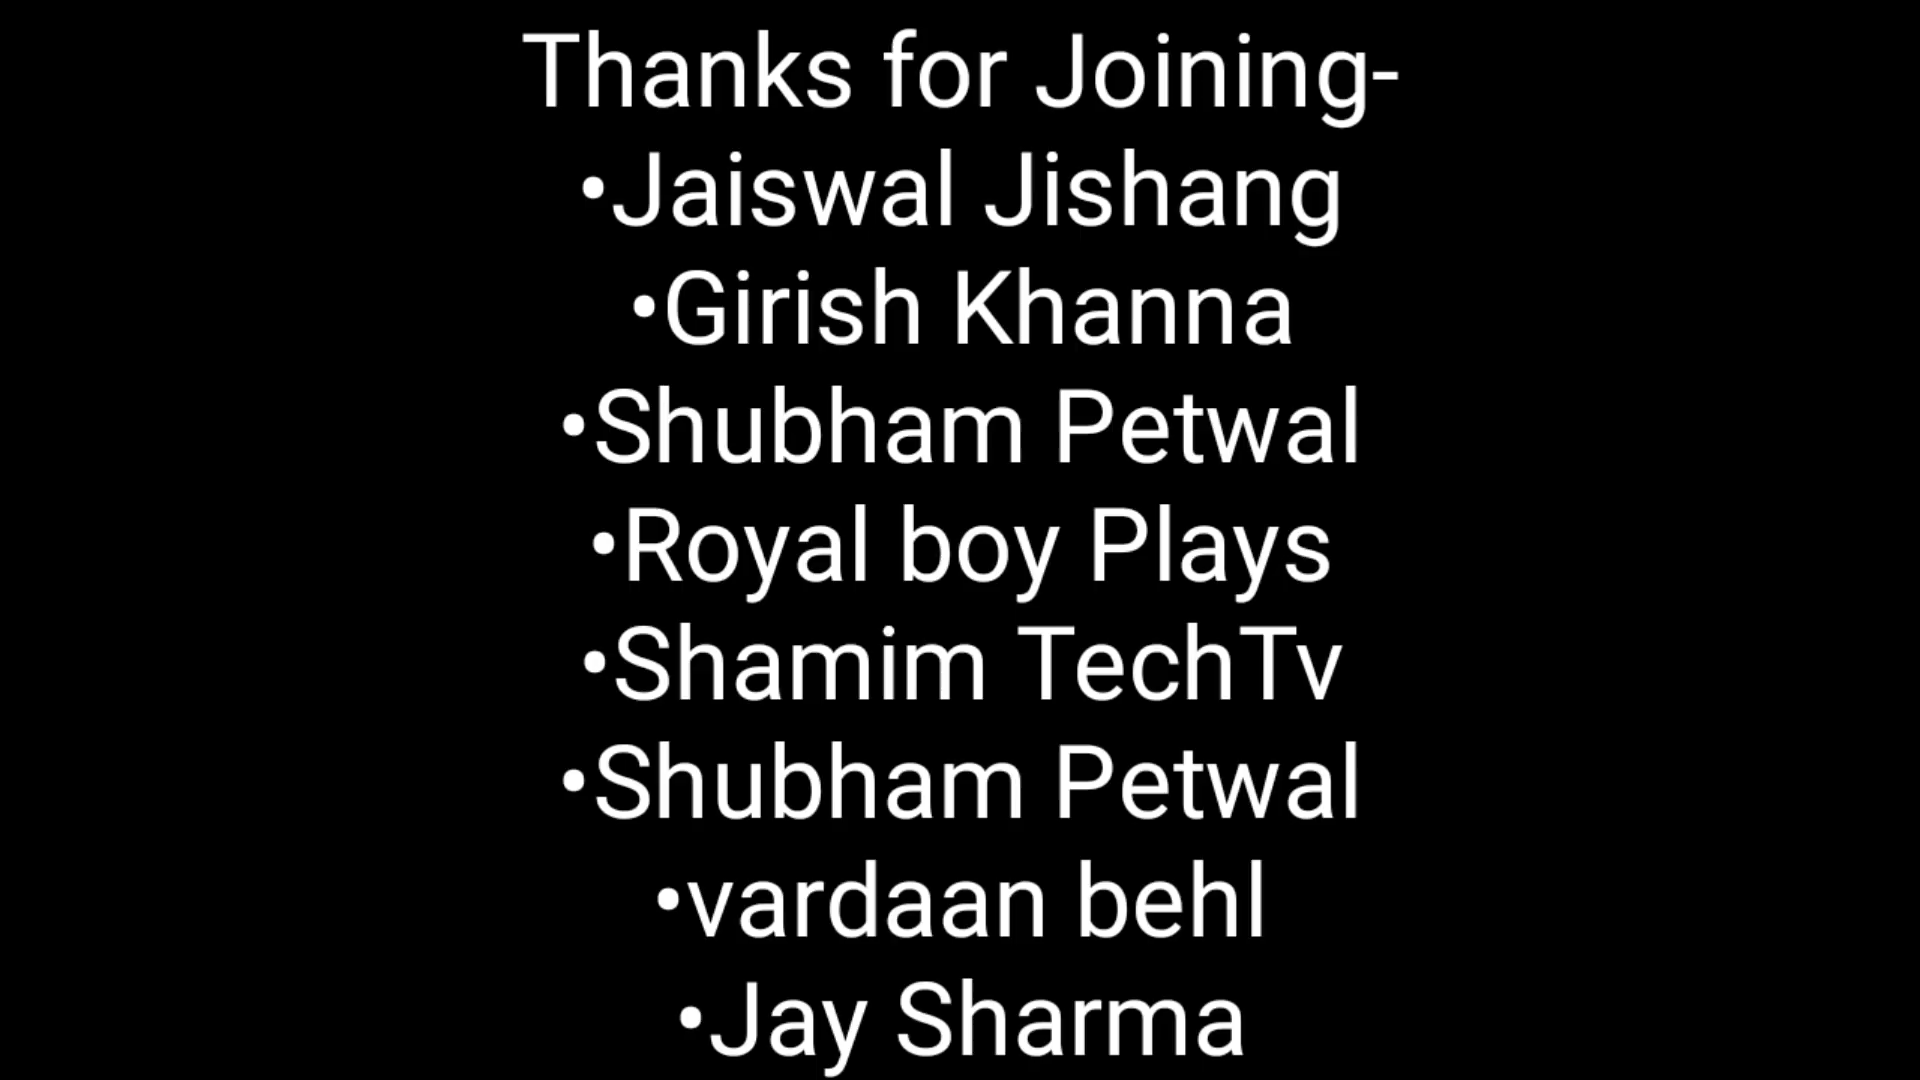 Thanks for Joining-
•Jaiswal Jishang
•Girish Khanna
•Shubham Petwal
•Royal boy Plays
•Shamim TechTv
•Shubham Petwal
•vardaan behl
•Jay Sharma